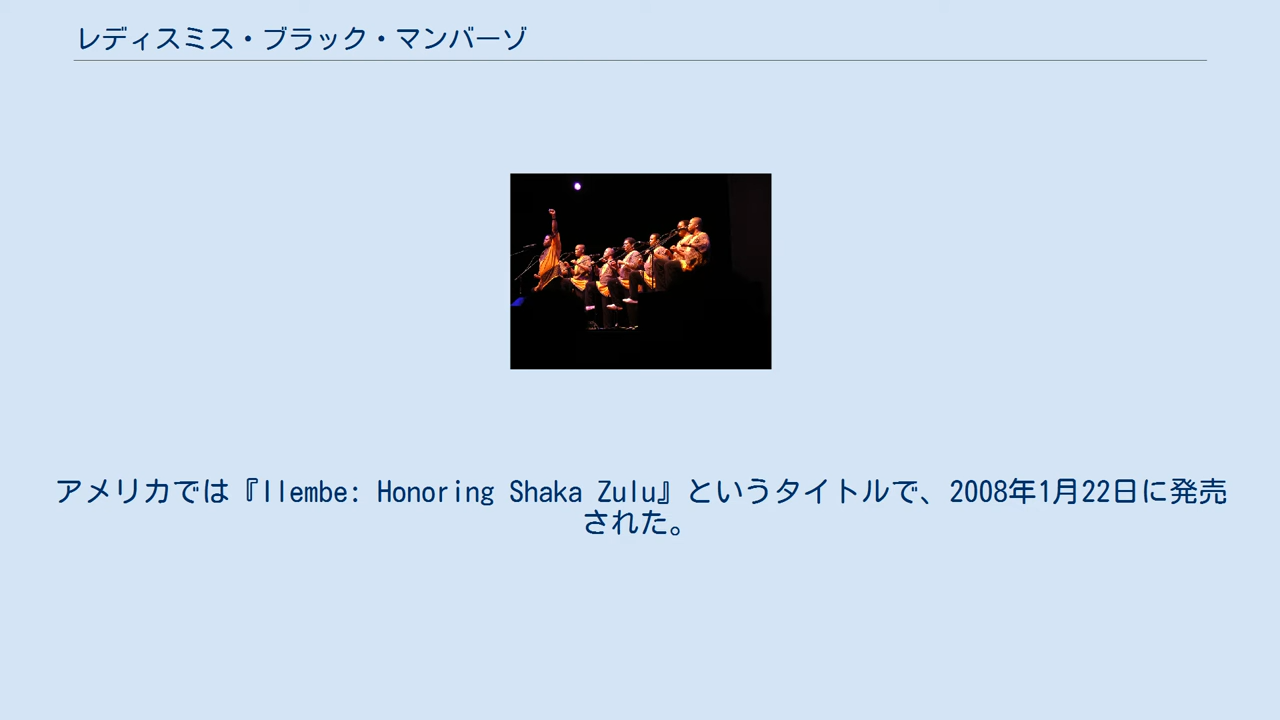 レディスミス・ブラック・マンバーゾ
アメリカでは『Ilembe: Honoring Shaka Zulu』というタイトルで、2008年1月22日に発売
された。